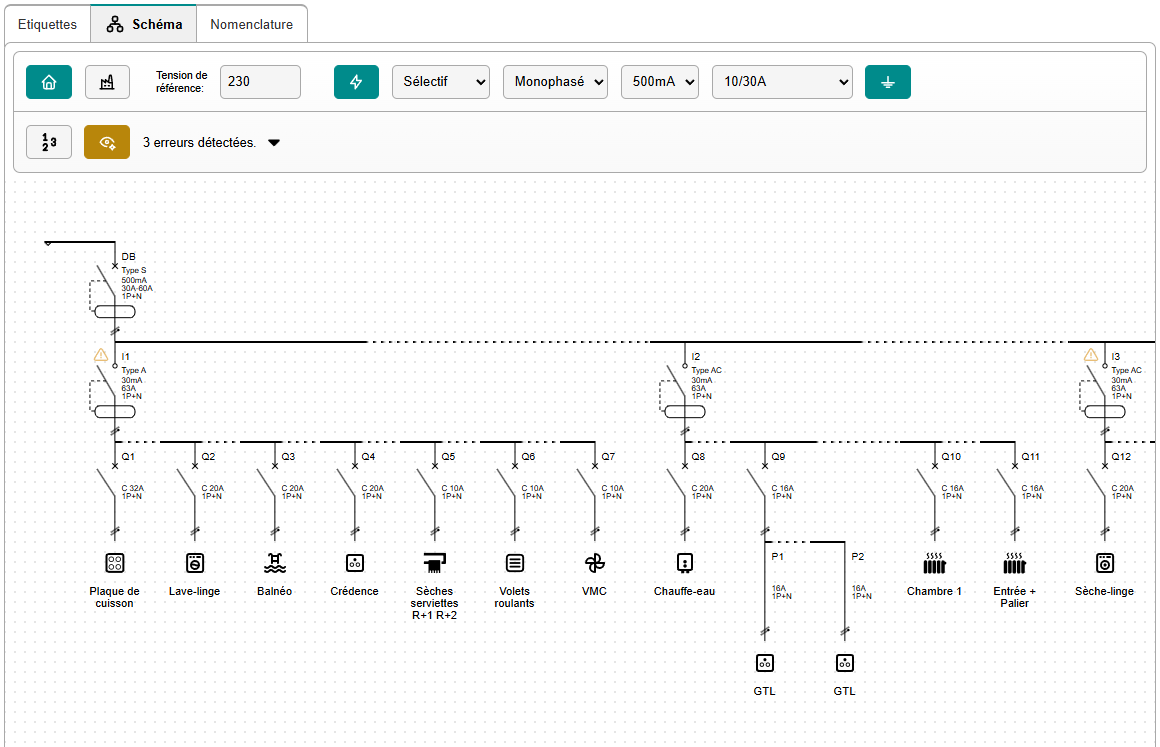 Etiquettes
Schéma
Nomenclature
Tension de
référence:
230
Sélectif
Monophasé
500mA
10/30A
1 2 3
3 erreurs détectées.
DB
Type S
500mA
30A-60A
1P+N
I1
Type A
30mA
63A
1P+N
I2
Type AC
30mA
63A
1P+N
I3
Type AC
30mA
63A
1P+N
Q1
C 32A
1P+N
Plaque de
cuisson
Q2
C 20A
1P+N
Lave-linge
Q3
C 20A
1P+N
Balnéo
Q4
C 20A
1P+N
Crédence
Q5
C 10A
1P+N
Sèches
serviettes
R+1 R+2
Q6
C 10A
1P+N
Volets
roulants
Q7
C 10A
1P+N
VMC
Q8
C 20A
1P+N
Chauffe-eau
Q9
C 16A
1P+N
P1
16A
1P+N
GTL
P2
16A
1P+N
GTL
Q10
C 16A
1P+N
Chambre 1
Q11
C 16A
1P+N
Entrée +
Palier
Q12
C 20A
1P+N
Sèche-linge